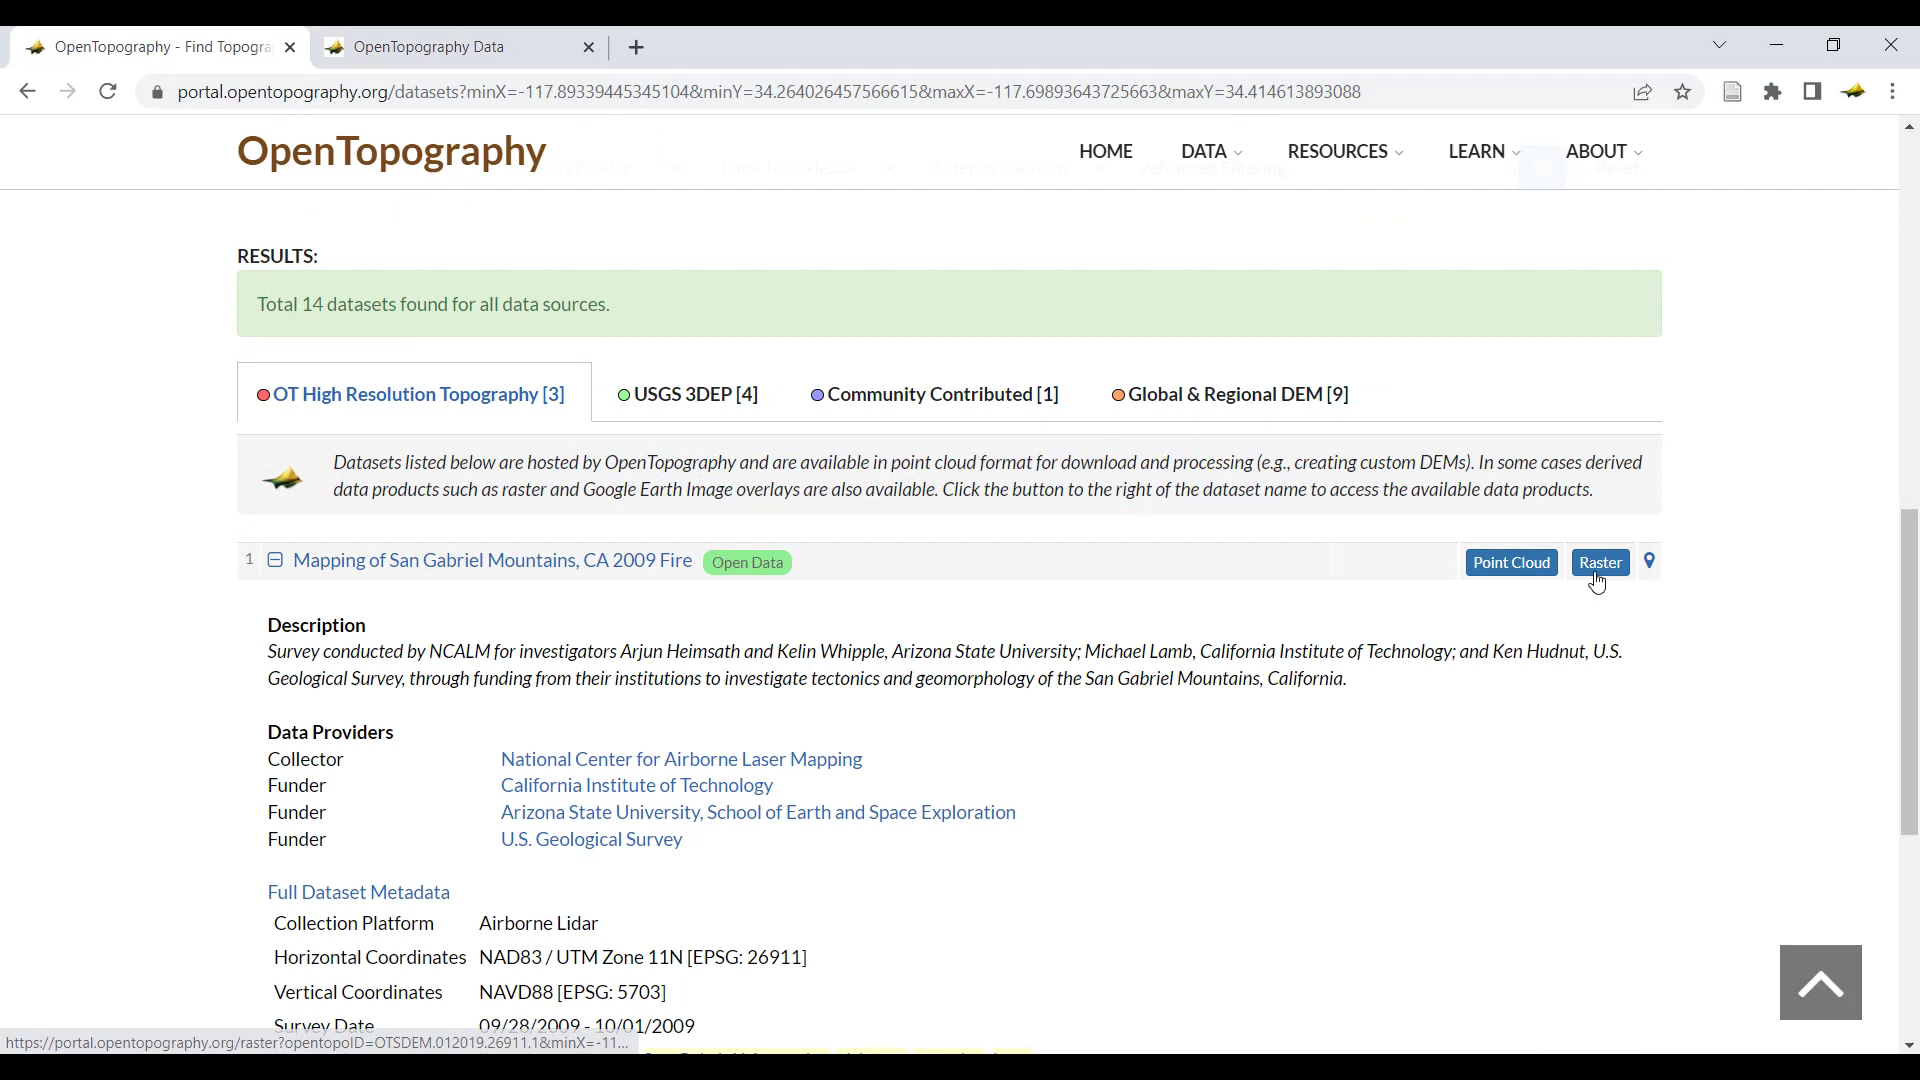 OpenTopography - Find Topogra
OpenTopography Data
portal.opentopography.org/datasets?minX=-117.89339445345104&minY=34.264026457566615&maxX=-117.69893643725663&maxY=34.414613893088
OpenTopography
HOME DATA RESOURCES LEARN ABOUT
RESULTS:
Total 14 datasets found for all data sources.
OT High Resolution Topography [3] USGS 3DEP [4] Community Contributed [1] Global & Regional DEM [9]
Datasets listed below are hosted by OpenTopography and are available in point cloud format for download and processing (e.g., creating custom DEMs). In some cases derived
data products such as raster and Google Earth Image overlays are also available. Click the button to the right of the dataset name to access the available data products.
1 Mapping of San Gabriel Mountains, CA 2009 Fire Open Data Point Cloud Raster
Description
Survey conducted by NCALM for investigators Arjun Heimsath and Kelin Whipple, Arizona State University; Michael Lamb, California Institute of Technology; and Ken Hudnut, U.S.
Geological Survey, through funding from their institutions to investigate tectonics and geomorphology of the San Gabriel Mountains, California.
Data Providers
Collector National Center for Airborne Laser Mapping
Funder California Institute of Technology
Funder Arizona State University, School of Earth and Space Exploration
Funder U.S. Geological Survey
Full Dataset Metadata
Collection Platform Airborne Lidar
Horizontal Coordinates NAD83 / UTM Zone 11N [EPSG: 26911]
Vertical Coordinates NAVD88 [EPSG: 5703]
Survey Date 09/28/2009 - 10/01/2009
https://portal.opentopography.org/raster?opentopoID=OTSDEM.012019.26911.1&minX=-11...